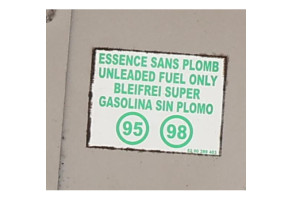 ESSENCE SANS PLOMB
UNLEADED FUEL ONLY
BLEIFREI SUPER
GASOLINA SIN PLOMO
95 98